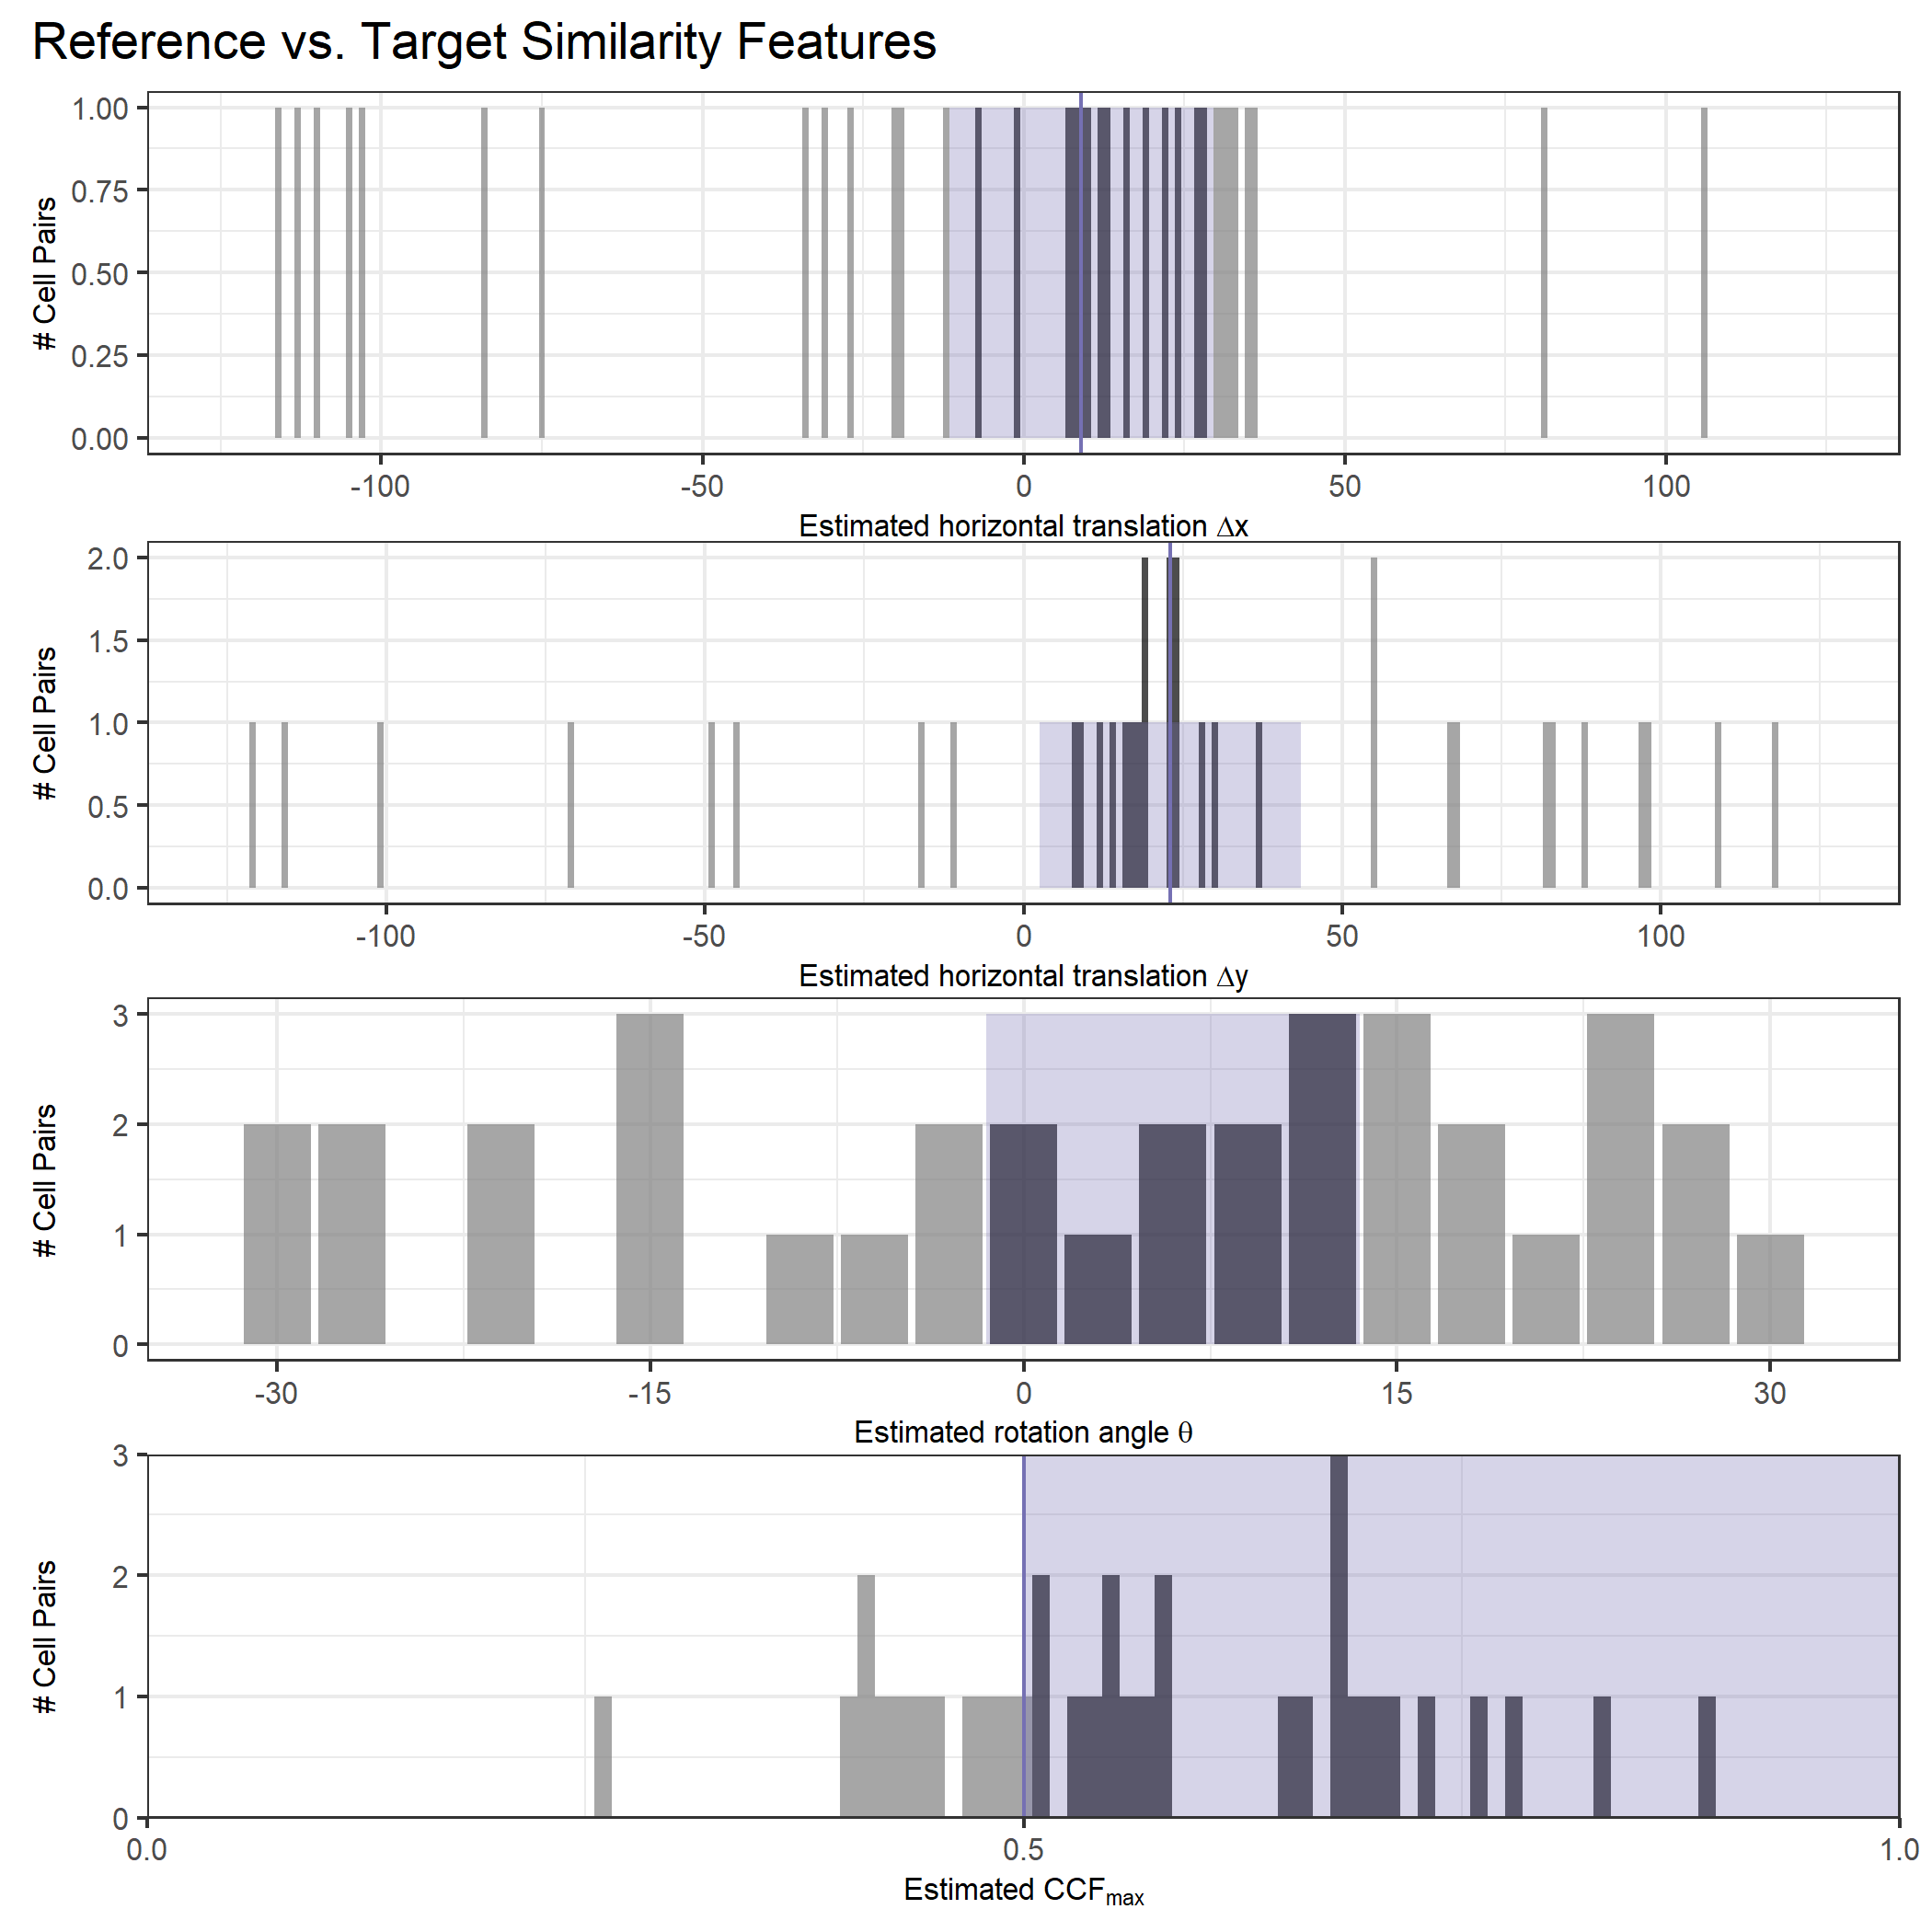 Reference vs. Target Similarity Features
# Cell Pairs
1.00
0.75
0.50
0.25
0.00
-100 -50 0 50 100
Estimated horizontal translation Δx
# Cell Pairs
2.0
1.5
1.0
0.5
0.0
-100 -50 0 50 100
Estimated horizontal translation Δy
# Cell Pairs
3
2
1
0
-30 -15 0 15 30
Estimated rotation angle θ
# Cell Pairs
3
2
1
0
0.0 0.5 1.0
Estimated CCFmax